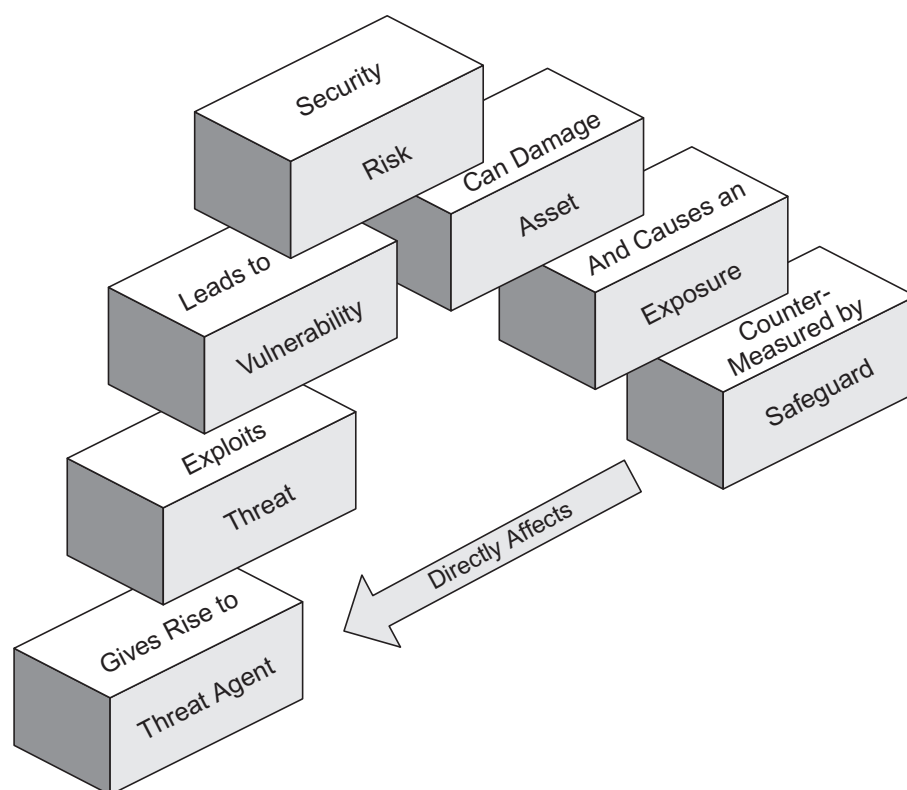 Security
Risk
Can Damage
Asset
And Causes an
Exposure
Counter-
Measured by
Safeguard
Leads to
Vulnerability
Exploits
Threat
Directly Affects
Gives Rise to
Threat Agent